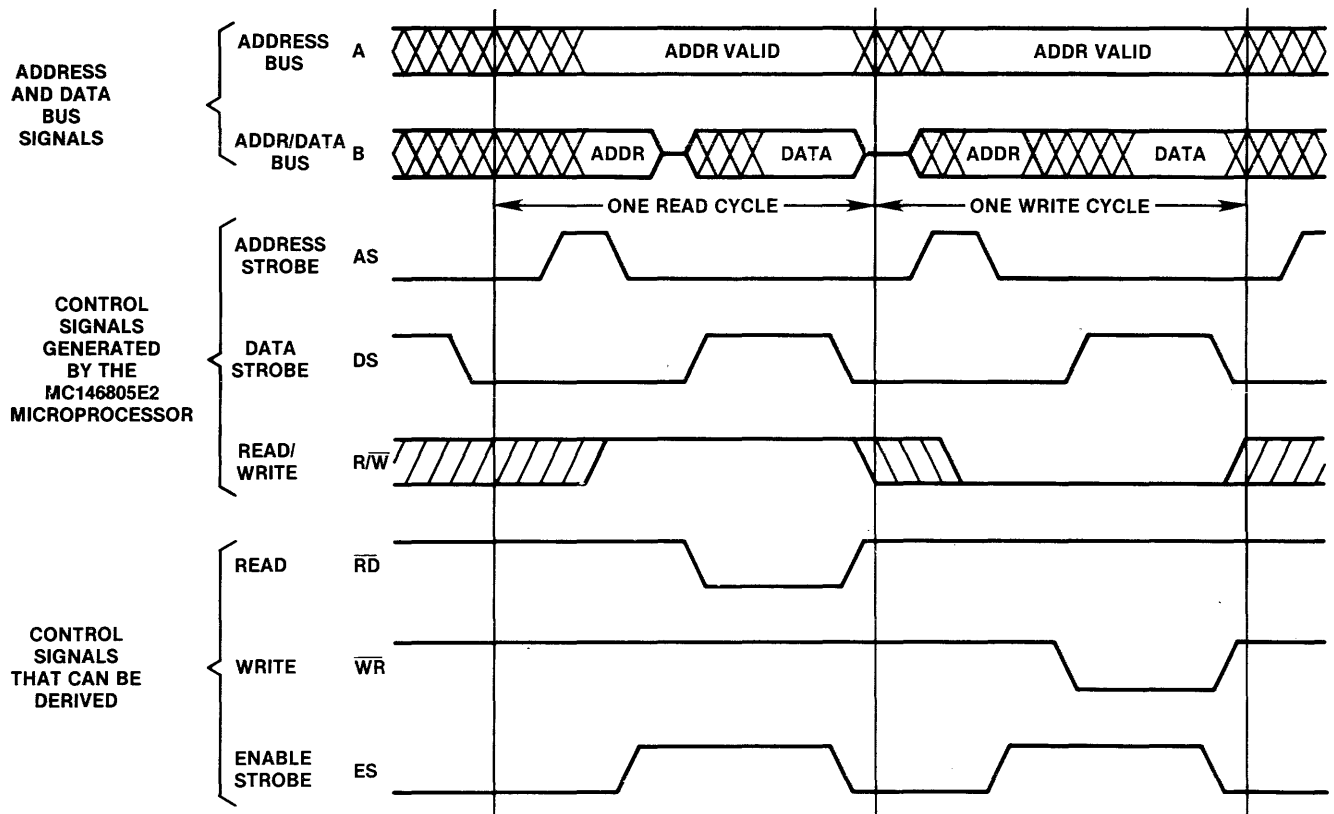 ADDRESS
AND DATA
BUS
SIGNALS
ADDRESS
BUS
A
ADDR VALID
ADDR VALID
ADDR/DATA
BUS
B
ADDR
DATA
ADDR
DATA
ONE READ CYCLE
ONE WRITE CYCLE
CONTROL
SIGNALS
GENERATED
BY THE
MC146805E2
MICROPROCESSOR
ADDRESS
STROBE
AS
DATA
STROBE
DS
READ/
WRITE
R/W̅
CONTROL
SIGNALS
THAT CAN BE
DERIVED
READ
R̅D̅
WRITE
W̅R̅
ENABLE
STROBE
ES